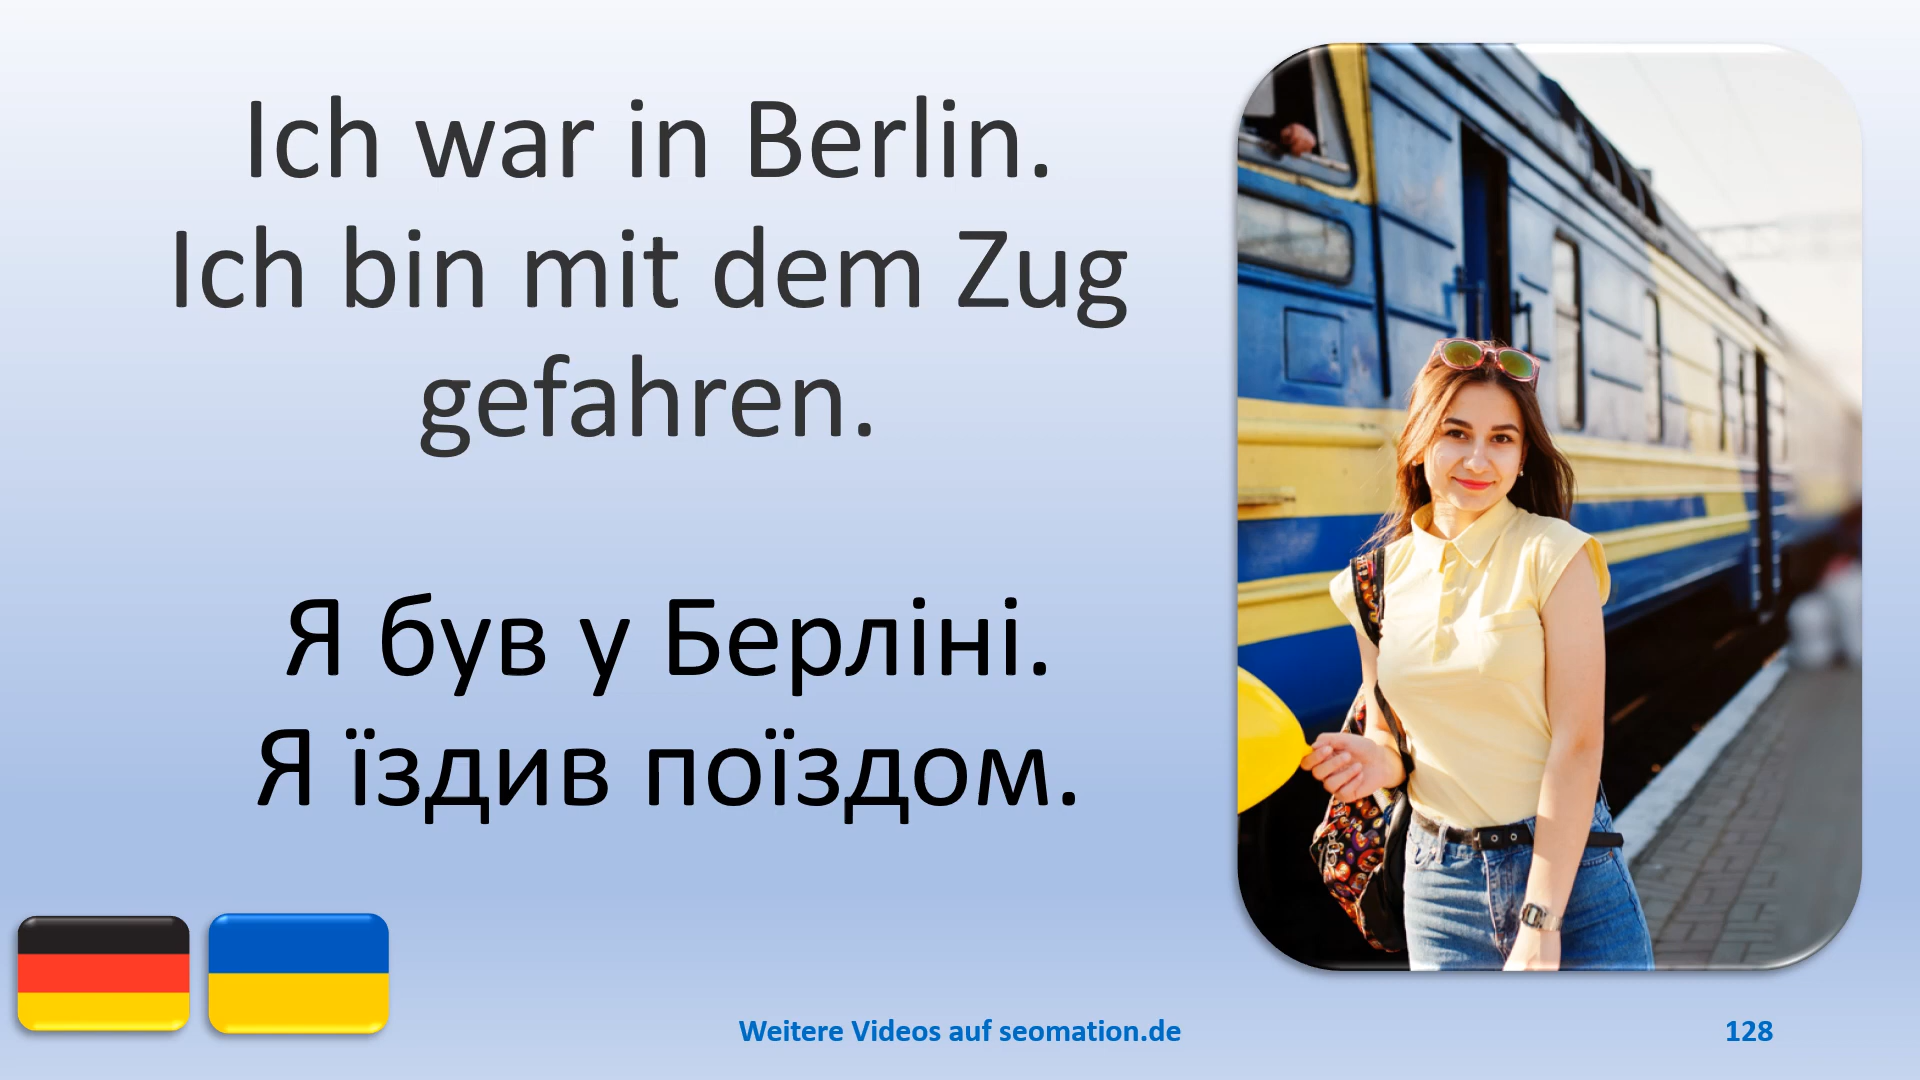 Ich war in Berlin.
Ich bin mit dem Zug
gefahren.
Я був у Берліні.
Я їздив поїздом.
Weitere Videos auf seomation.de
128